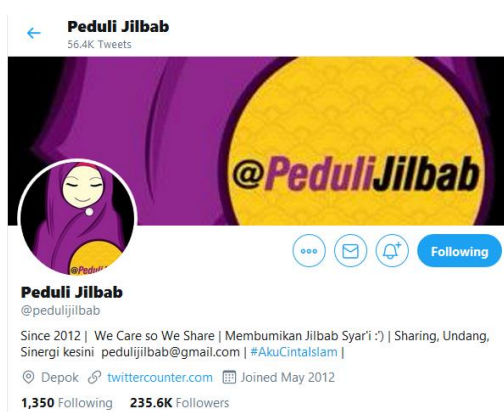 Peduli Jilbab
56.4K Tweets
@PeduliJilbab
@Peduli
Following
Peduli Jilbab
@pedulijilbab
Since 2012 | We Care so We Share | Membumikan Jilbab Syar'i :') | Sharing, Undang,
Sinergi kesini pedulijilbab@gmail.com | #AkuCintaIslam |
Depok twittercounter.com Joined May 2012
1,350 Following 235.6K Followers